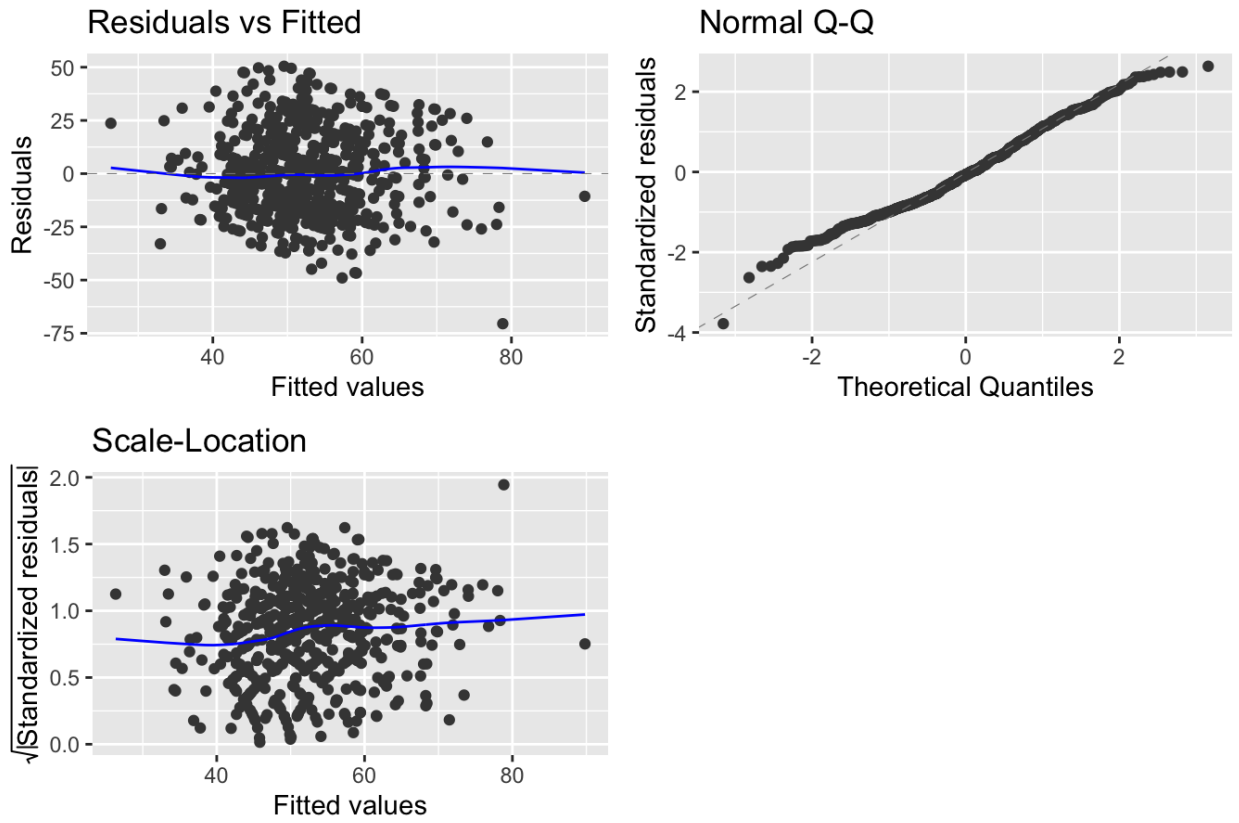 Residuals vs Fitted
50
25
0
-25
-50
-75
Residuals
40 60 80
Fitted values
Normal Q-Q
2
0
-2
-4
Standardized residuals
-2 0 2
Theoretical Quantiles
Scale-Location
2.0
1.5
1.0
0.5
0.0
√|Standardized residuals|
40 60 80
Fitted values